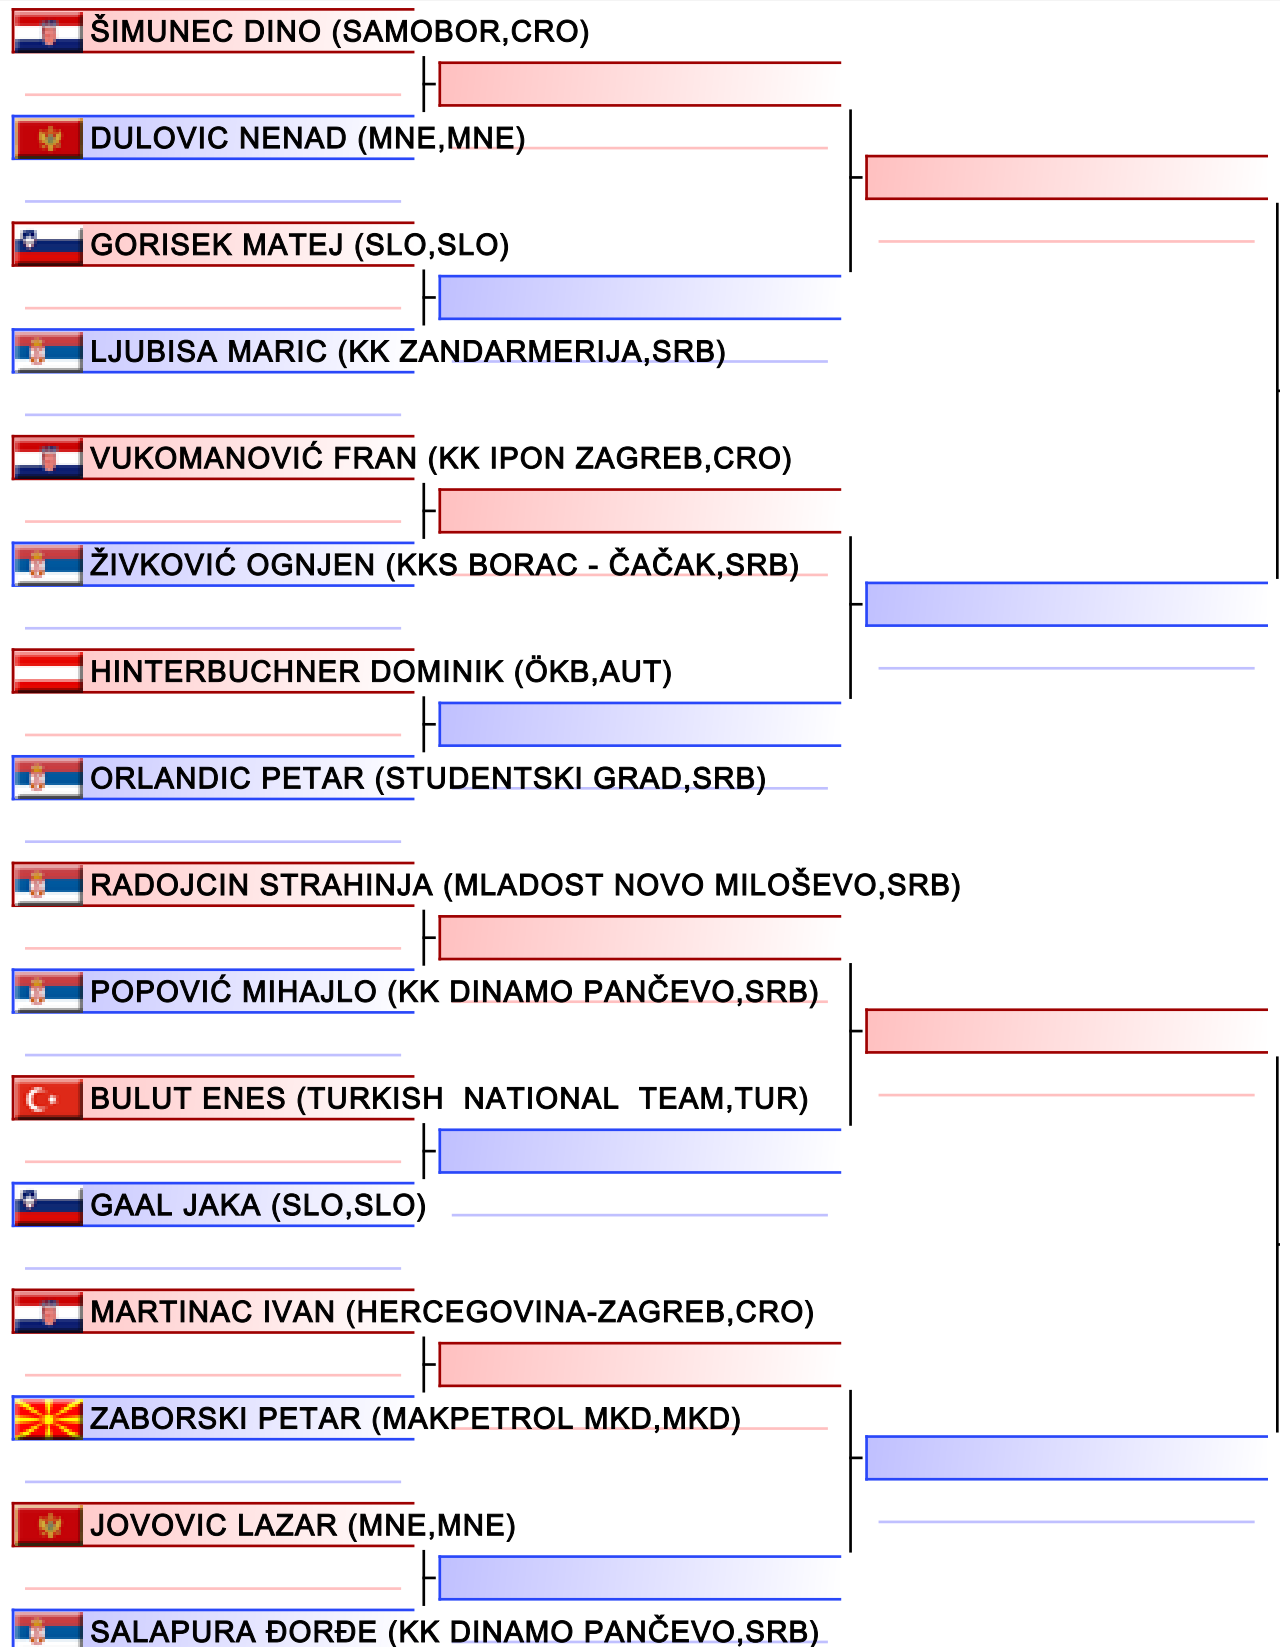 ŠIMUNEC DINO (SAMOBOR,CRO)
DULOVIC NENAD (MNE,MNE)
GORISEK MATEJ (SLO,SLO)
LJUBISA MARIC (KK ZANDARMERIJA,SRB)
VUKOMANOVIĆ FRAN (KK IPON ZAGREB,CRO)
ŽIVKOVIĆ OGNJEN (KKS BORAC - ČAČAK,SRB)
HINTERBUCHNER DOMINIK (ÖKB,AUT)
ORLANDIC PETAR (STUDENTSKI GRAD,SRB)
RADOJCIN STRAHINJA (MLADOST NOVO MILOŠEVO,SRB)
POPOVIĆ MIHAJLO (KK DINAMO PANČEVO,SRB)
BULUT ENES (TURKISH  NATIONAL  TEAM,TUR)
GAAL JAKA (SLO,SLO)
MARTINAC IVAN (HERCEGOVINA-ZAGREB,CRO)
ZABORSKI PETAR (MAKPETROL MKD,MKD)
JOVOVIC LAZAR (MNE,MNE)
SALAPURA ĐORĐE (KK DINAMO PANČEVO,SRB)